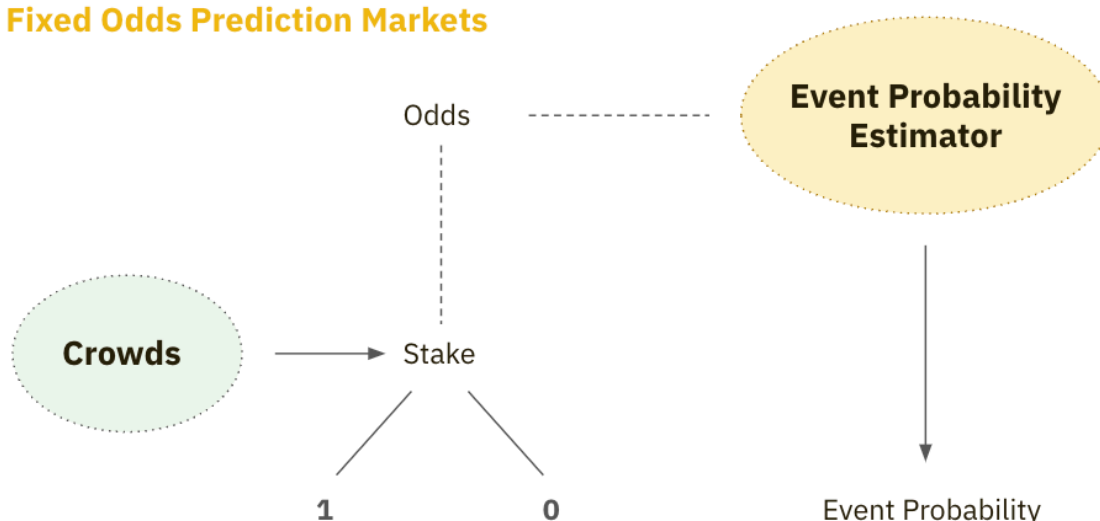 Fixed Odds Prediction Markets
Odds
Event Probability
Estimator
Crowds
Stake
1
0
Event Probability